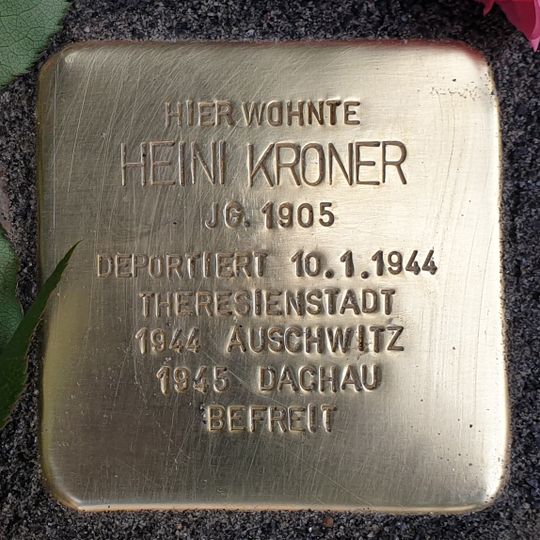 HIER WOHNTE
HEINI KRONER
JG. 1905
DEPORTIERT 10.1.1944
THERESIENSTADT
1944 AUSCHWITZ
1945 DACHAU
BEFREIT